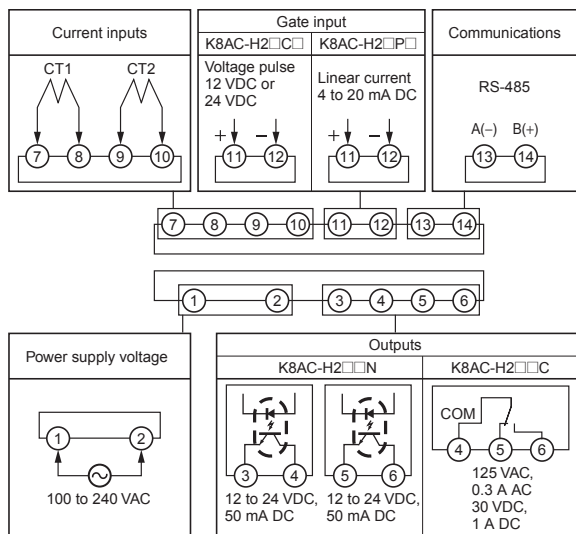 Current inputs
CT1 CT2
7 8 9 10
Gate input
K8AC-H2□C□ K8AC-H2□P□
Voltage pulse
12 VDC or
24 VDC
+ −
11 12
Linear current
4 to 20 mA DC
+ −
11 12
Communications
RS-485
A(−) B(+)
13 14
7 8 9 10 11 12 13 14
1 2 3 4 5 6
Power supply voltage
1 2
100 to 240 VAC
Outputs
K8AC-H2□□N K8AC-H2□□C
3 4 5 6
12 to 24 VDC,
50 mA DC
12 to 24 VDC,
50 mA DC
COM
4 5 6
125 VAC,
0.3 A AC
30 VDC,
1 A DC